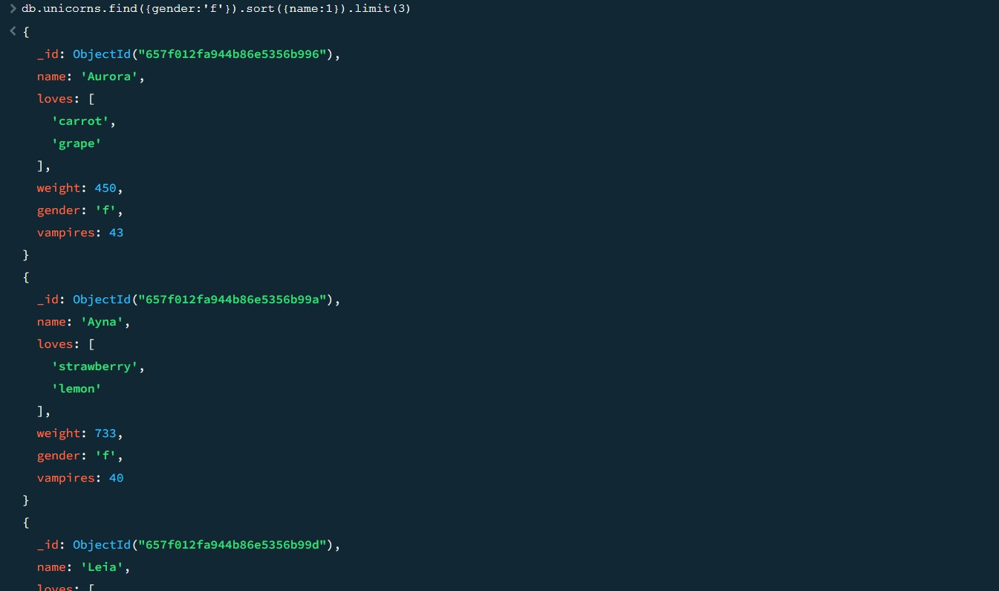 > db.unicorns.find({gender:'f'}).sort({name:1}).limit(3)
< {
_id: ObjectId("657f012fa944b86e5356b996"),
name: 'Aurora',
loves: [
'carrot',
'grape'
],
weight: 450,
gender: 'f',
vampires: 43
}
{
_id: ObjectId("657f012fa944b86e5356b99a"),
name: 'Ayna',
loves: [
'strawberry',
'lemon'
],
weight: 733,
gender: 'f',
vampires: 40
}
{
_id: ObjectId("657f012fa944b86e5356b99d"),
name: 'Leia',
loves: [